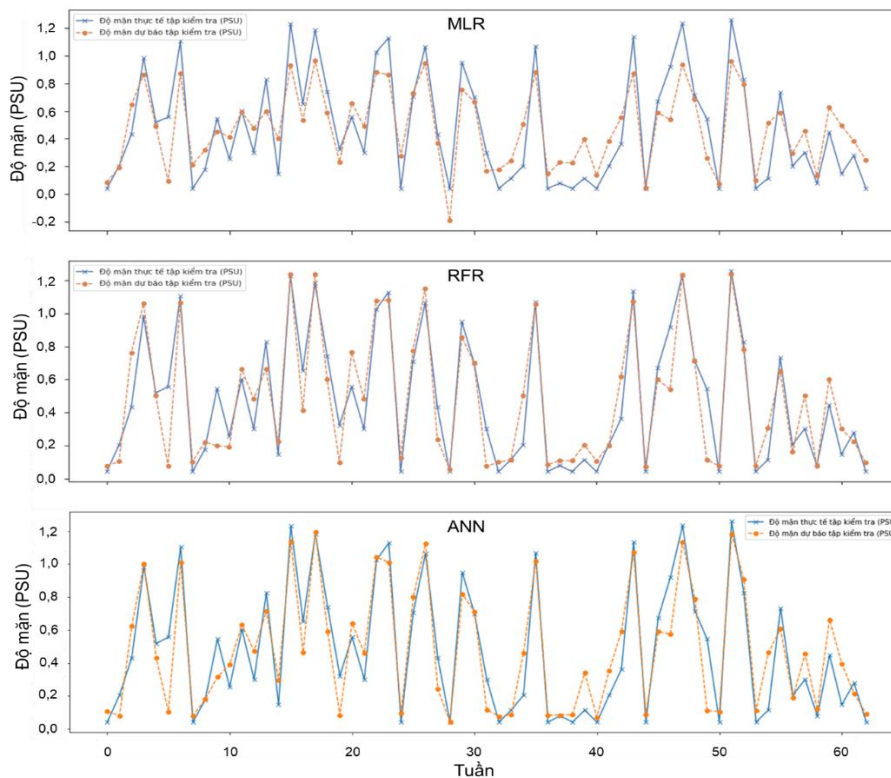 MLR
Độ mặn thực tế tập kiểm tra (PSU)
Độ mặn dự báo tập kiểm tra (PSU)
Độ mặn (PSU)
1,2
1,0
0,8
0,6
0,4
0,2
0,0
-0,2
RFR
Độ mặn thực tế tập kiểm tra (PSU)
Độ mặn dự báo tập kiểm tra (PSU)
Độ mặn (PSU)
1,2
1,0
0,8
0,6
0,4
0,2
0,0
ANN
Độ mặn thực tế tập kiểm tra (PSU)
Độ mặn dự báo tập kiểm tra (PSU)
Độ mặn (PSU)
1,2
1,0
0,8
0,6
0,4
0,2
0,0
0 10 20 30 40 50 60
Tuần